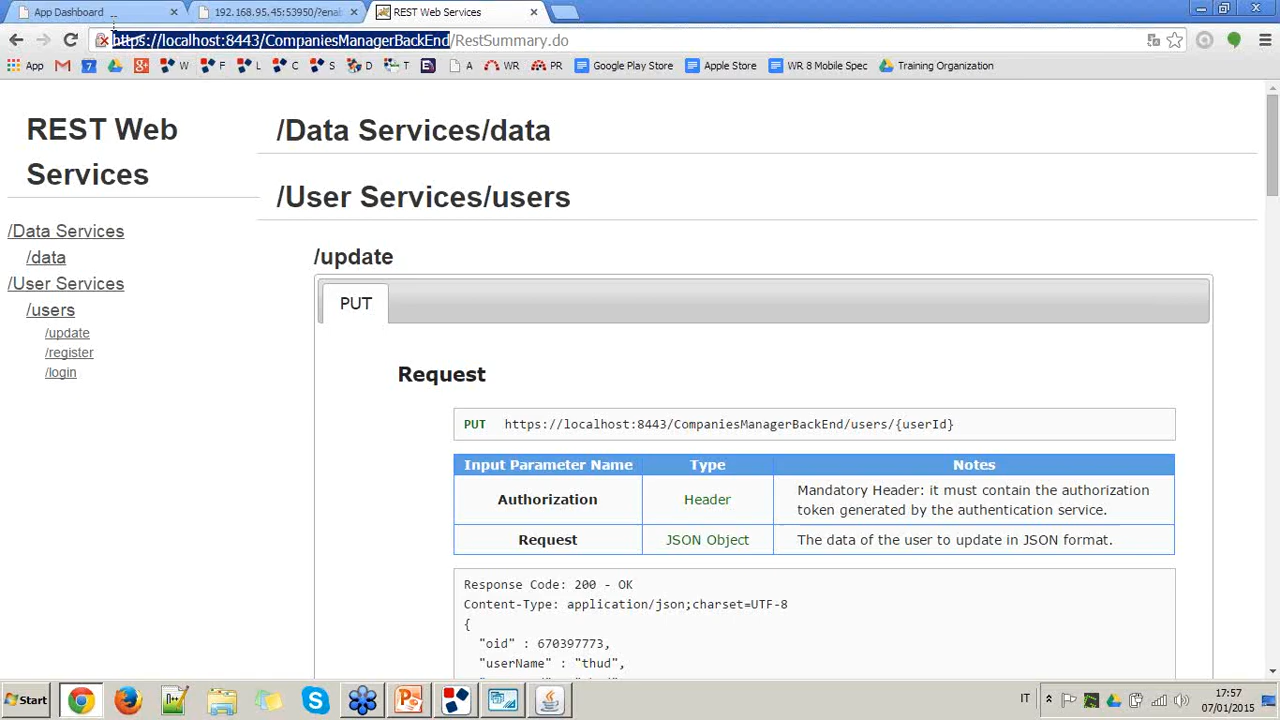 App Dashboard
192.168.95.45:53950/?enab
REST Web Services
https://localhost:8443/CompaniesManagerBackEnd/RestSummary.do
App
7
W
F
L
C
S
D
T
A
WR
PR
Google Play Store
Apple Store
WR 8 Mobile Spec
Training Organization
REST Web
Services
/Data Services
/data
/User Services
/users
/update
/register
/login
/Data Services/data
/User Services/users
/update
PUT
Request
PUT https://localhost:8443/CompaniesManagerBackEnd/users/{userId}
Input Parameter Name Type Notes
Authorization Header Mandatory Header: it must contain the authorization
token generated by the authentication service.
Request JSON Object The data of the user to update in JSON format.
Response Code: 200 - OK
Content-Type: application/json;charset=UTF-8
{
"oid" : 670397773,
"userName" : "thud",
Start
IT
17:57
07/01/2015